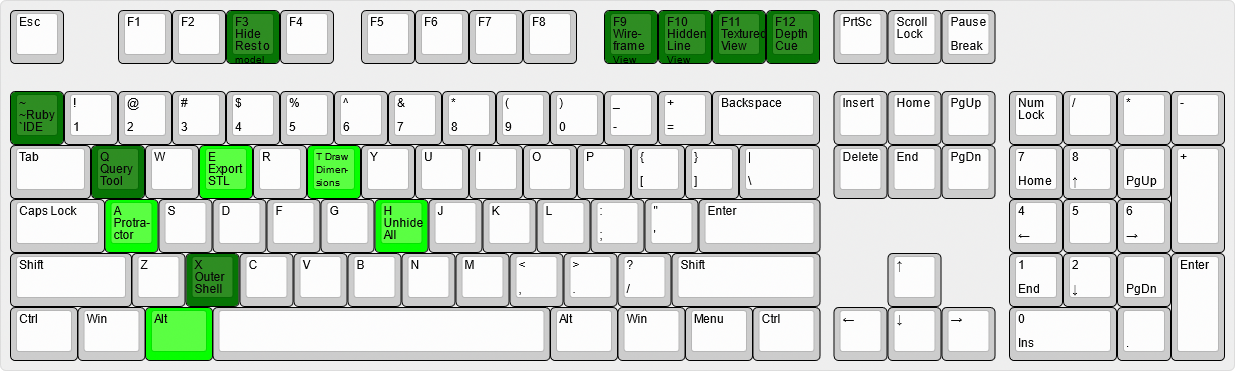 Esc
F1
F2
F3
Hide
Rest o
model
F4
F5
F6
F7
F8
F9
Wire-
frame
View
F10
Hidden
Line
View
F11
Textured
View
F12
Depth
Cue
PrtSc
Scroll
Lock
Pause
Break
~
~Ruby
`IDE
!
1
@
2
#
3
$
4
%
5
^
6
&
7
*
8
(
9
)
0
_
-
+
=
Backspace
Insert
Home
PgUp
Num
Lock
/
*
-
Tab
Q
Query
Tool
W
E
Export
STL
R
T Draw
Dimen-
sions
Y
U
I
O
P
{
[
}
]
|
\
Delete
End
PgDn
7
Home
8
↑
9
PgUp
+
Caps Lock
A
Protra-
ctor
S
D
F
G
H
Unhide
All
J
K
L
:
;
"
'
Enter
4
←
5
6
→
Shift
Z
X
Outer
Shell
C
V
B
N
M
<
,
>
.
?
/
Shift
↑
1
End
2
↓
PgDn
Enter
Ctrl
Win
Alt
Alt
Win
Menu
Ctrl
←
↓
→
0
Ins
.